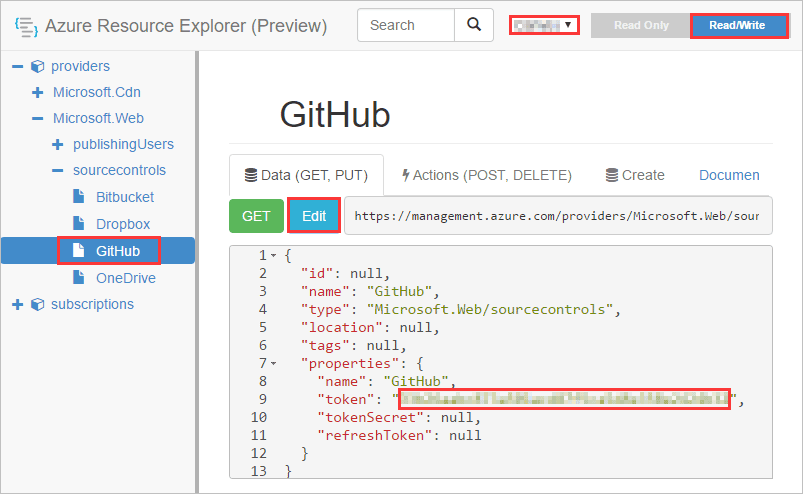 Azure Resource Explorer (Preview)
Search
Read Only
Read/Write
providers
Microsoft.Cdn
Microsoft.Web
publishingUsers
sourcecontrols
Bitbucket
Dropbox
GitHub
OneDrive
subscriptions
GitHub
Data (GET, PUT)
Actions (POST, DELETE)
Create
Documen
GET
Edit
https://management.azure.com/providers/Microsoft.Web/sour
1 {
2 "id": null,
3 "name": "GitHub",
4 "type": "Microsoft.Web/sourcecontrols",
5 "location": null,
6 "tags": null,
7 "properties": {
8 "name": "GitHub",
9 "token": "",
10 "tokenSecret": null,
11 "refreshToken": null
12 }
13 }